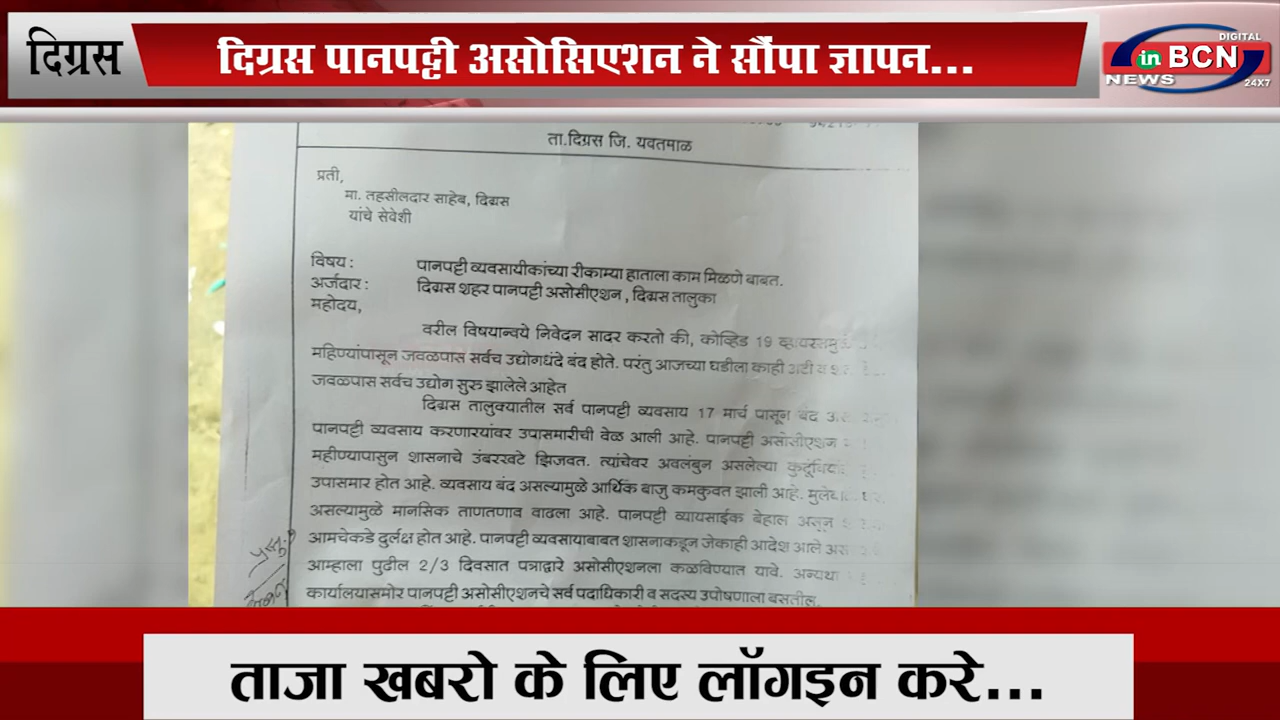 दिग्रस
दिग्रस पानपट्टी असोसिएशन ने सौंपा ज्ञापन...
DIGITAL
in BCN
NEWS
24X7
ता.दिग्रस जि. यवतमाळ
प्रती,
मा. तहसीलदार साहेब, दिग्रस
यांचे सेवेशी
विषय: पानपट्टी व्यवसायीकांच्या रीकाम्या हाताला काम मिळणे बाबत.
अर्जदार: दिग्रस शहर पानपट्टी असोसीएशन, दिग्रस तालुका
महोदय,
वरील विषयान्वये निवेदन सादर करतो की, कोव्हिड 19
महिण्यांपासून जवळपास सर्वच उद्योगधंदे बंद होते. परंतु आजच्या घडीला काही अटी व
जवळपास सर्वच उद्योग सुरु झालेले आहेत
दिग्रस तालुक्यातील सर्व पानपट्टी व्यवसाय 17 मार्च पासून बंद
पानपट्टी व्यवसाय करणारयांवर उपासमारीची वेळ आली आहे. पानपट्टी असोसीएशन
महीण्यापासुन शासनाचे उंबरखटे झिजवत. त्यांचेवर अवलंबुन असलेल्या
उपासमार होत आहे. व्यवसाय बंद असल्यामुळे आर्थिक बाजु कमकुवत झाली आहे.
असल्यामुळे मानसिक ताणतणाव वाढला आहे. पानपट्टी व्यायसाईक बेहाल असून
आमचेकडे दुर्लक्ष होत आहे. पानपट्टी व्यवसायाबाबत शासनाकडून जेकाही आदेश आले
आम्हाला पुढील 2/3 दिवसात पत्राद्वारे असोसीएशनला कळविण्यात यावे. अन्यथा
कार्यालयासमोर पानपट्टी असोसीएशनचे सर्व पदाधिकारी व सदस्य उपोषणाला बसतील.
ताजा खबरो के लिए लॉगइन करे...